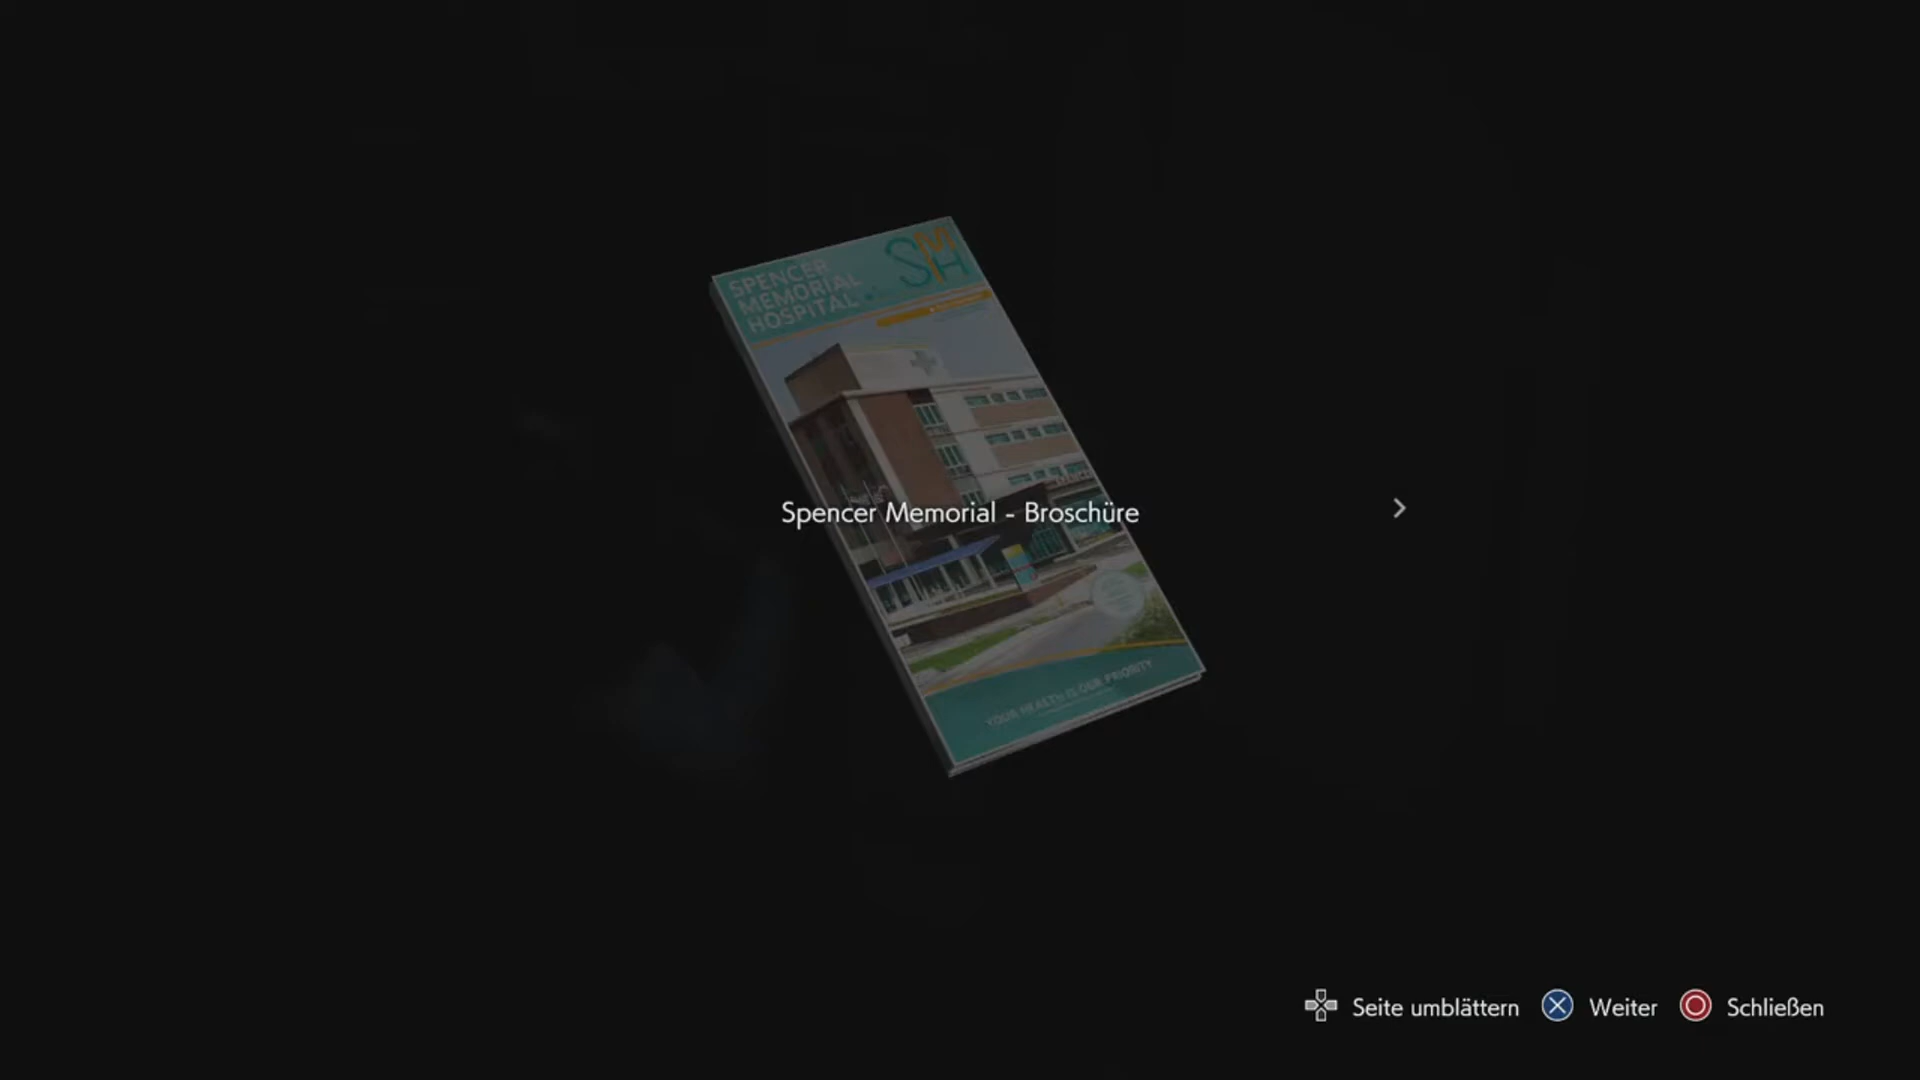 SPENCER
MEMORIAL
HOSPITAL
SMH
Spencer Memorial - Broschüre
YOUR HEALTH IS OUR PRIORITY
Seite umblättern
Weiter
Schließen